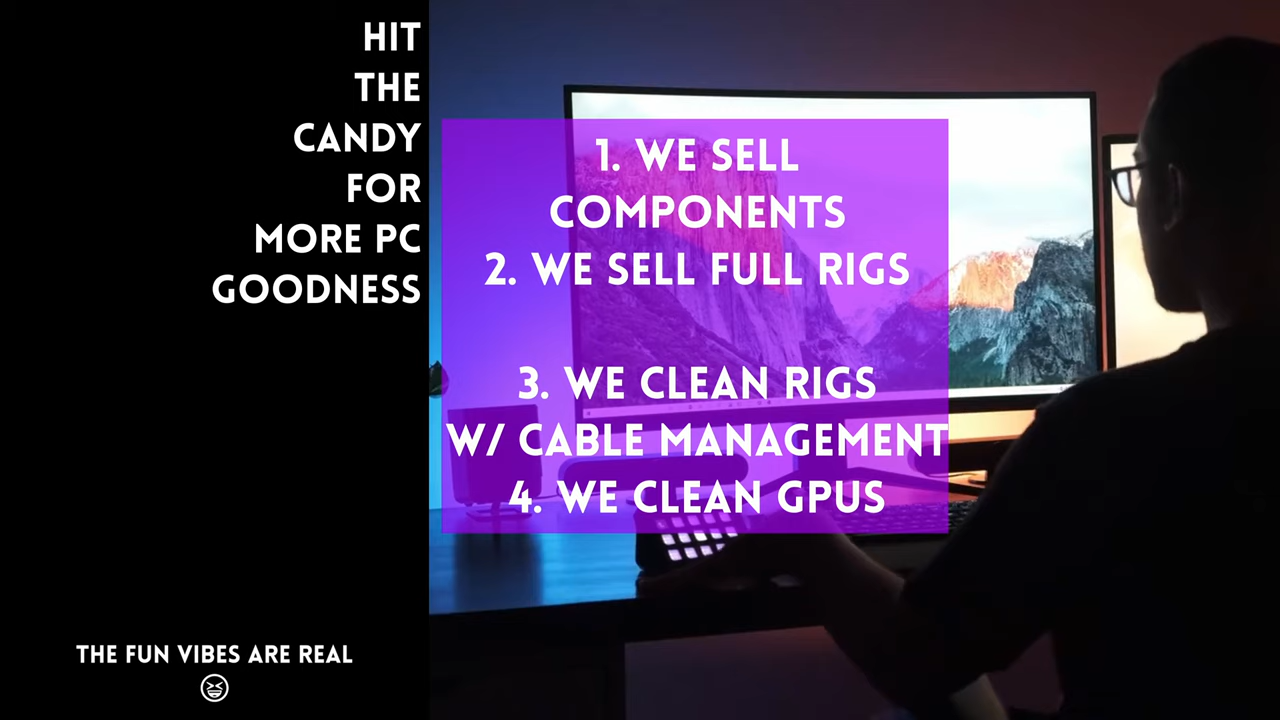 HIT
THE
CANDY
FOR
MORE PC
GOODNESS
1. WE SELL
COMPONENTS
2. WE SELL FULL RIGS
3. WE CLEAN RIGS
W/ CABLE MANAGEMENT
4. WE CLEAN GPUS
THE FUN VIBES ARE REAL
😆